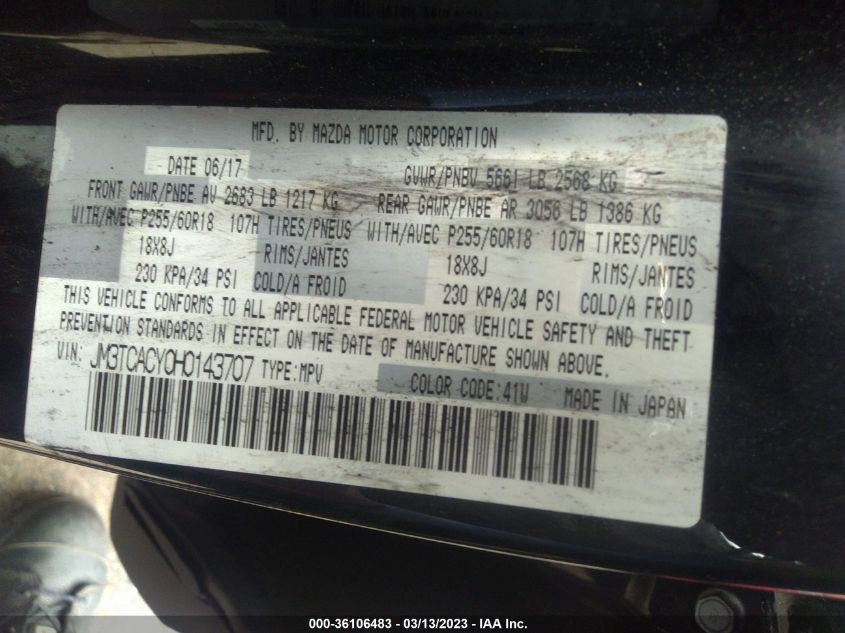 MFD. BY MAZDA MOTOR CORPORATION
DATE 06/17 GVWR/PNBV 5661 LB 2568 KG
FRONT GAWR/PNBE AV 2683 LB 1217 KG REAR GAWR/PNBE AR 3056 LB 1386 KG
WITH/AVEC P255/60R18 107H TIRES/PNEUS WITH/AVEC P255/60R18 107H TIRES/PNEUS
18X8J RIMS/JANTES 18X8J RIMS/JANTES
230 KPA/34 PSI COLD/A FROID 230 KPA/34 PSI COLD/A FROID
THIS VEHICLE CONFORMS TO ALL APPLICABLE FEDERAL MOTOR VEHICLE SAFETY AND THEFT
PREVENTION STANDARDS IN EFFECT ON THE DATE OF MANUFACTURE SHOWN ABOVE.
VIN: JM3TCACY0H0143707 TYPE:MPV COLOR CODE:41W MADE IN JAPAN
000-36106483 - 03/13/2023 - IAA Inc.